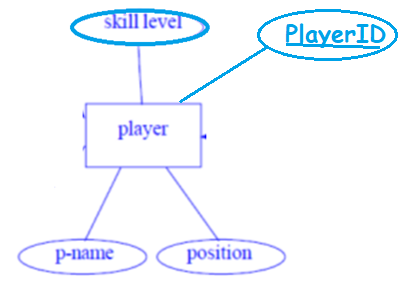 skill level
PlayerID
player
p-name
position